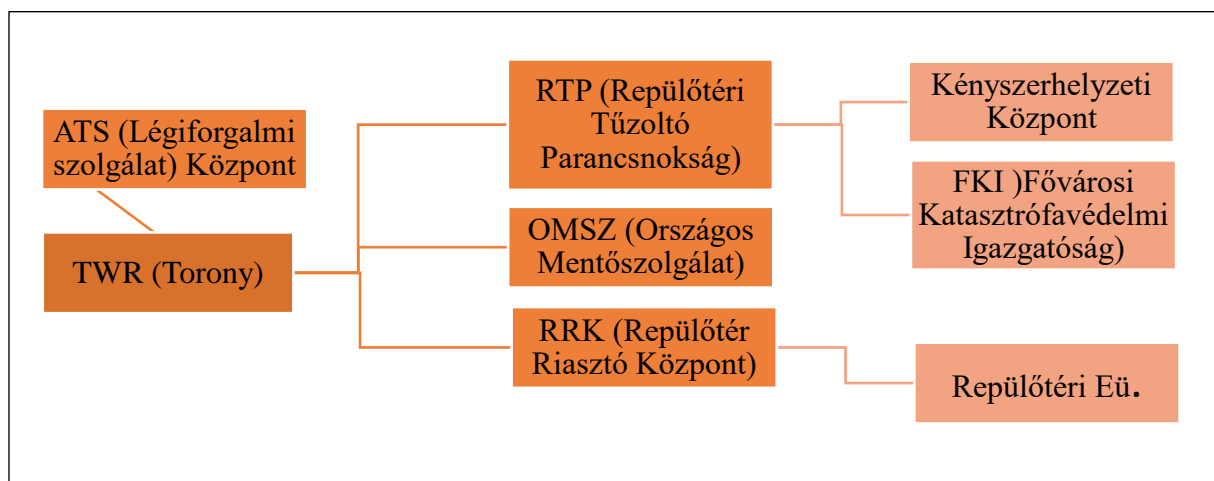 ATS (Légiforgalmi
szolgálat) Központ
TWR (Torony)
RTP (Repülőtéri
Tűzoltó
Parancsnokság)
OMSZ (Országos
Mentőszolgálat)
RRK (Repülőtér
Riasztó Központ)
Kényszerhelyzeti
Központ
FKI )Fővárosi
Katasztrófavédelmi
Igazgatóság)
Repülőtéri Eü.